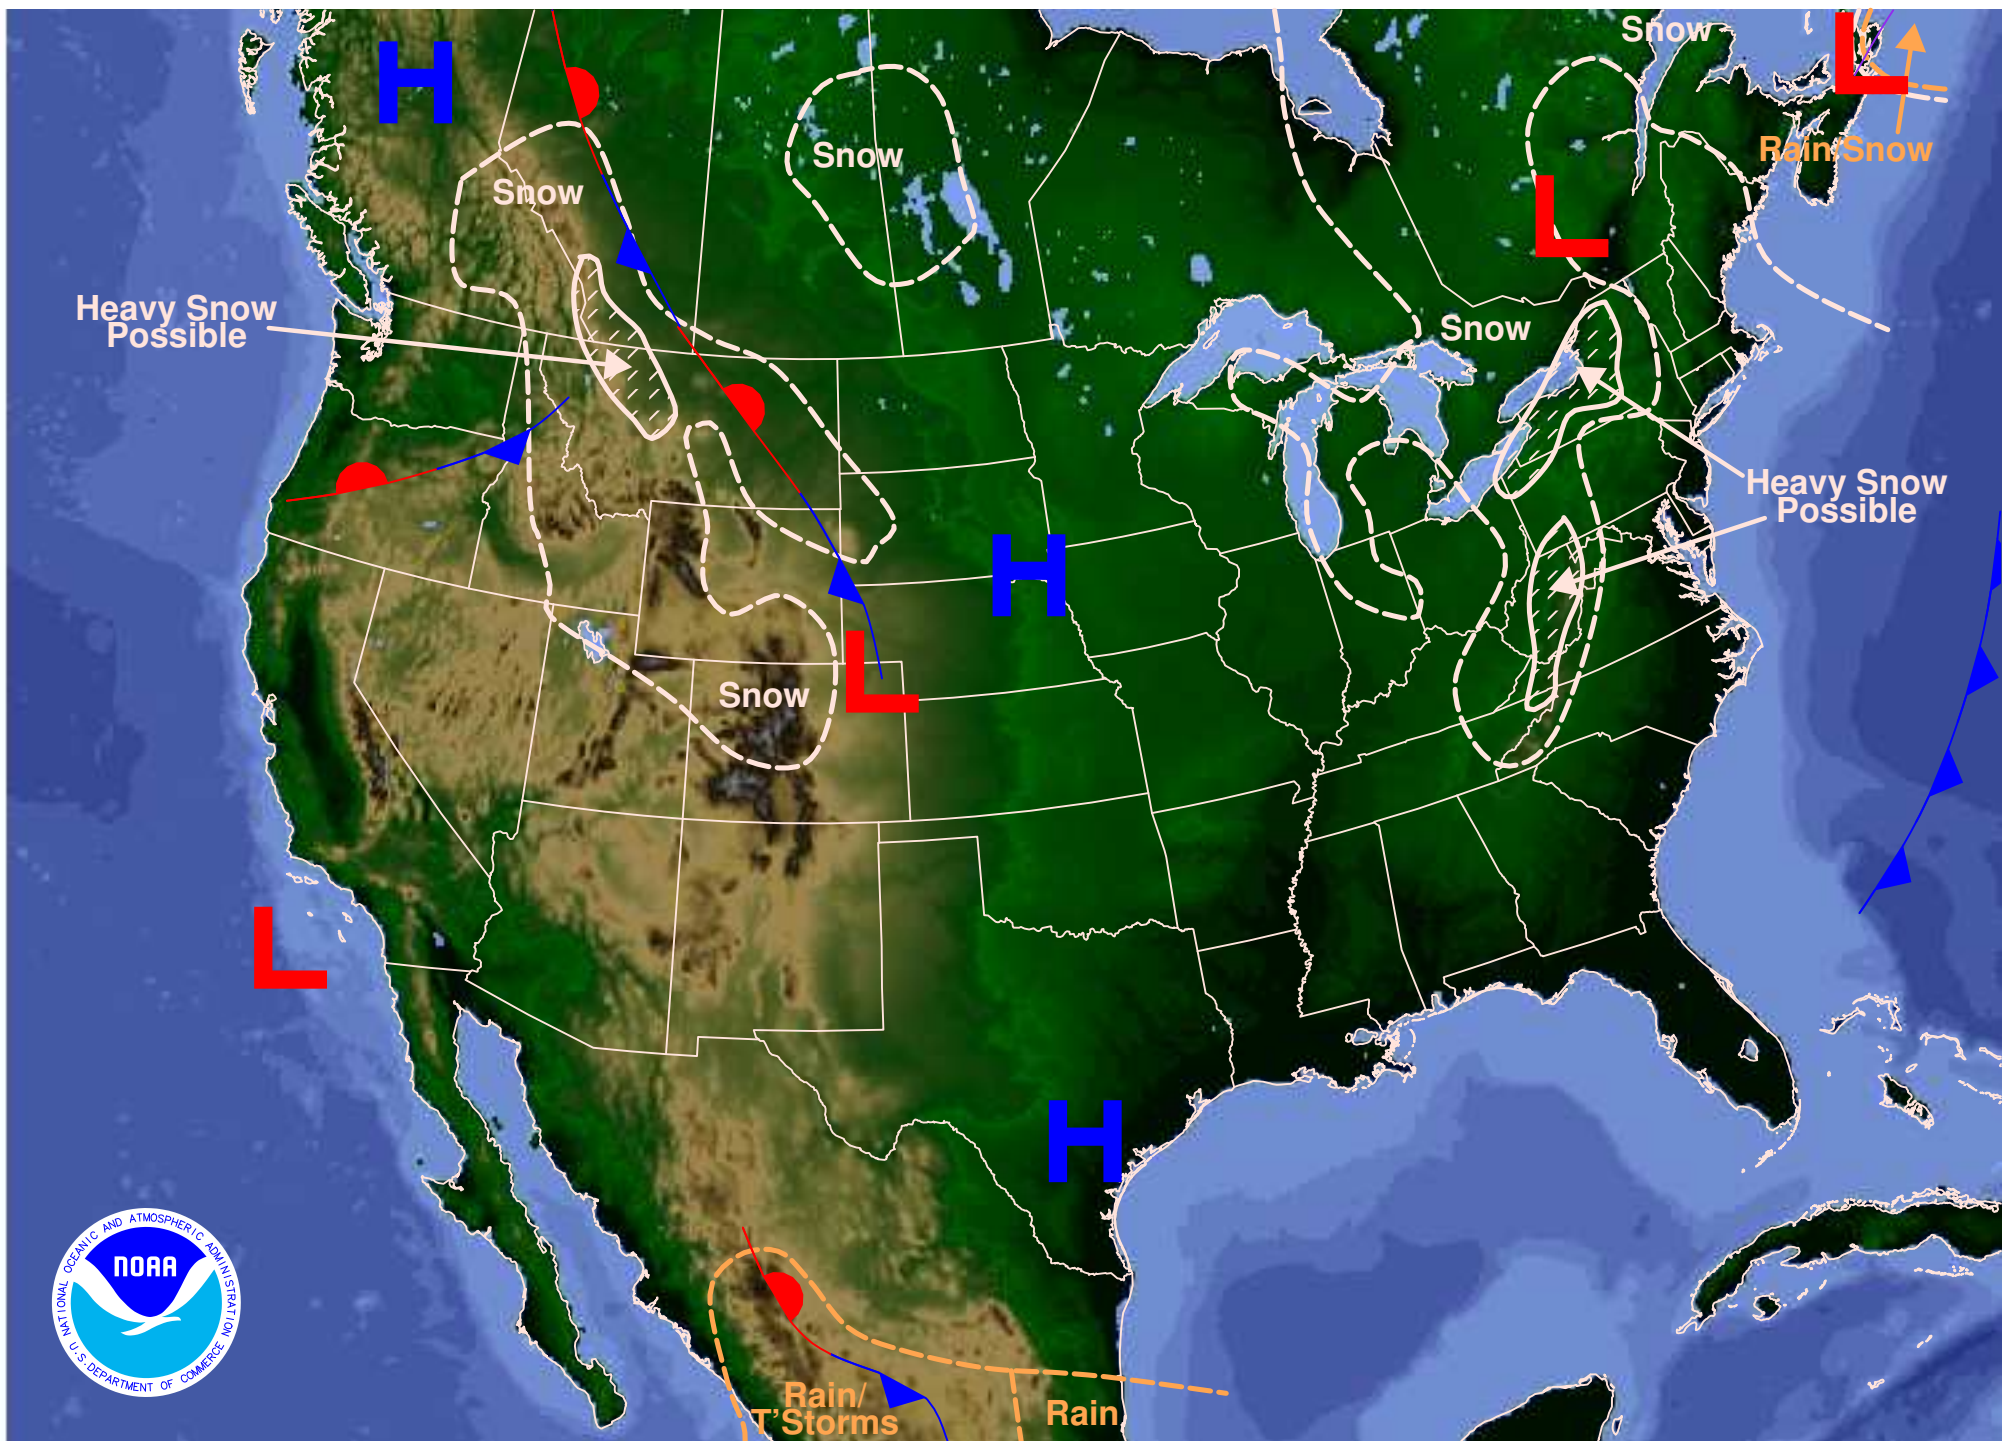 H
Snow
L
Rain/Snow
Snow
Snow
L
Heavy Snow
Possible
Snow
Heavy Snow
Possible
H
L
Snow
L
H
NATIONAL OCEANIC AND ATMOSPHERIC ADMINISTRATION
NOAA
U.S. DEPARTMENT OF COMMERCE
Rain/
T'Storms
Rain